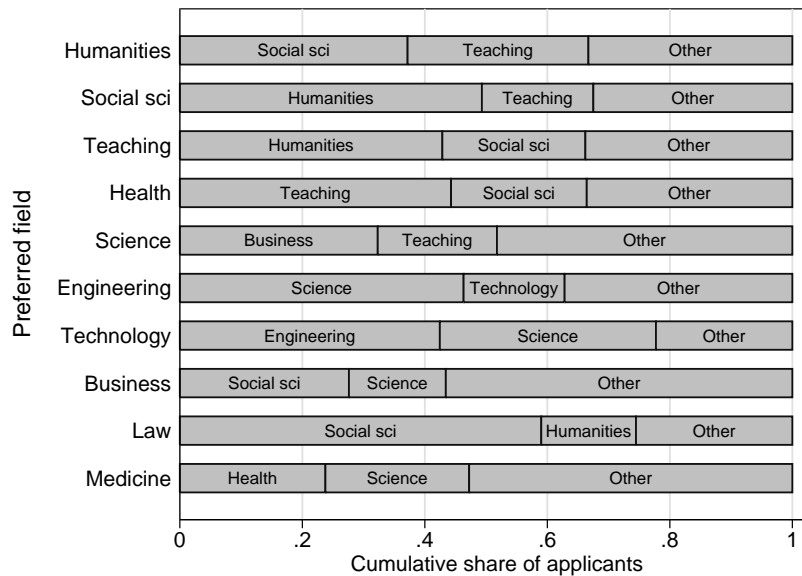 Preferred field
Humanities Social sci Teaching Other
Social sci Humanities Teaching Other
Teaching Humanities Social sci Other
Health Teaching Social sci Other
Science Business Teaching Other
Engineering Science Technology Other
Technology Engineering Science Other
Business Social sci Science Other
Law Social sci Humanities Other
Medicine Health Science Other
0 .2 .4 .6 .8 1
Cumulative share of applicants